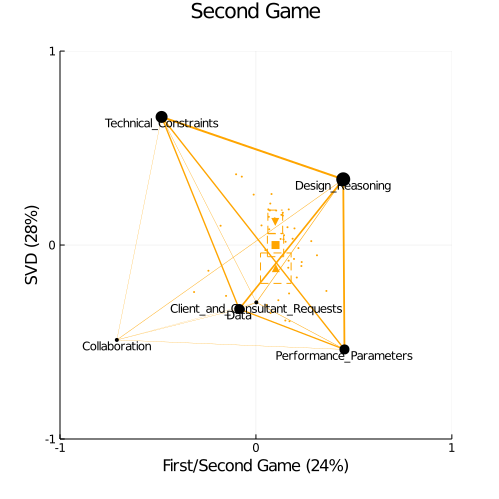 Second Game
1
Technical_Constraints
Design_Reasoning
SVD (28%)
0
Client_and_Consultant_Requests
Data
Collaboration
Performance_Parameters
-1
-1 0 1
First/Second Game (24%)